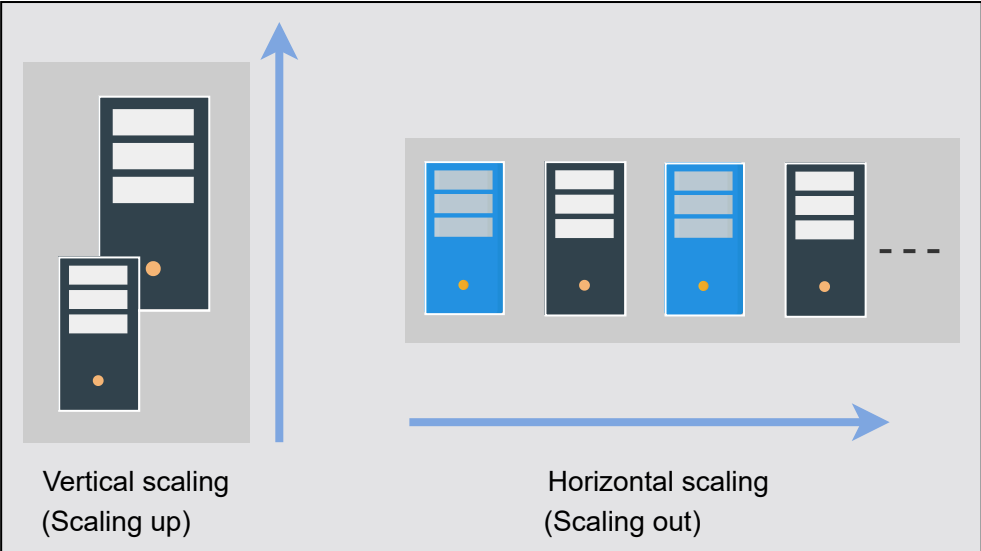 Vertical scaling
(Scaling up)
Horizontal scaling
(Scaling out)